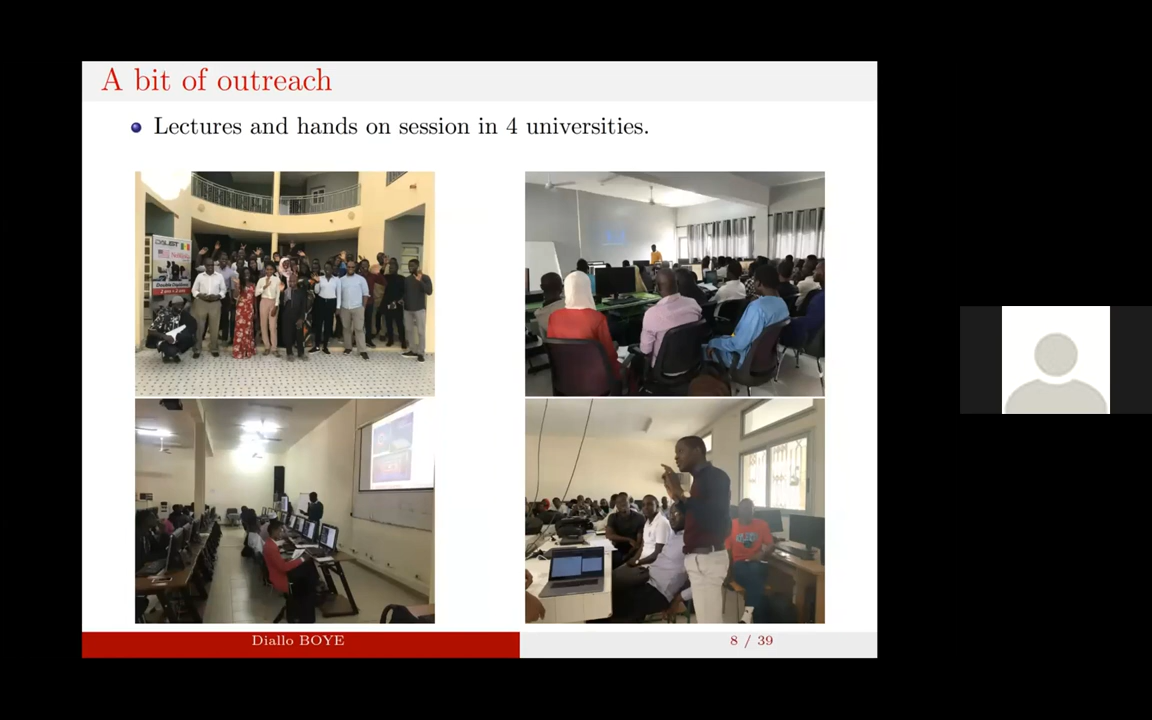 A bit of outreach
Lectures and hands on session in 4 universities.
Diallo BOYE
8 / 39